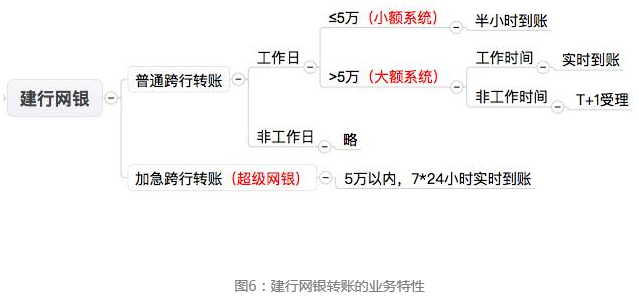 建行网银
普通跨行转账
工作日
≤5万（小额系统）
半小时到账
>5万（大额系统）
工作时间
实时到账
非工作时间
T+1受理
非工作日
略
加急跨行转账（超级网银）
5万以内，7*24小时实时到账
图6：建行网银转账的业务特性